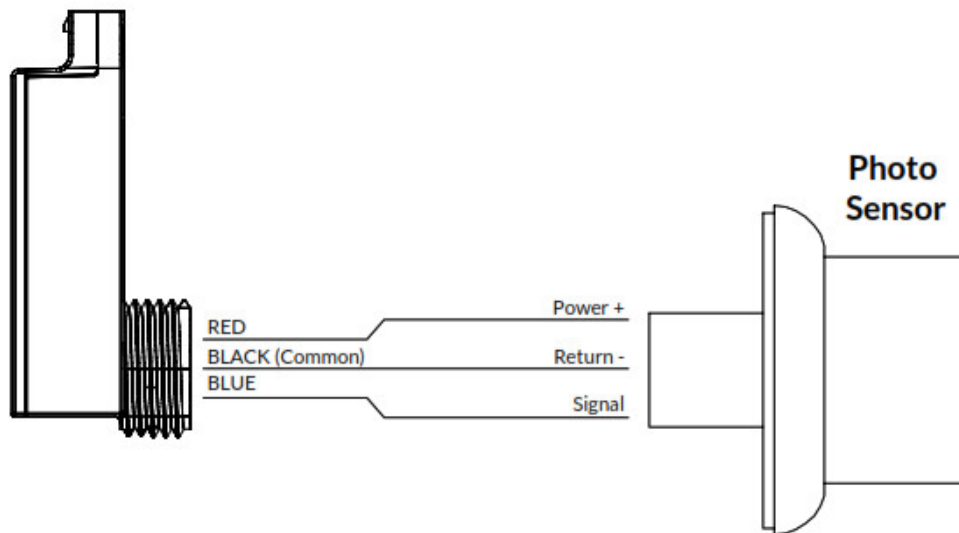 Photo
Sensor
RED
Power +
BLACK (Common)
Return -
BLUE
Signal